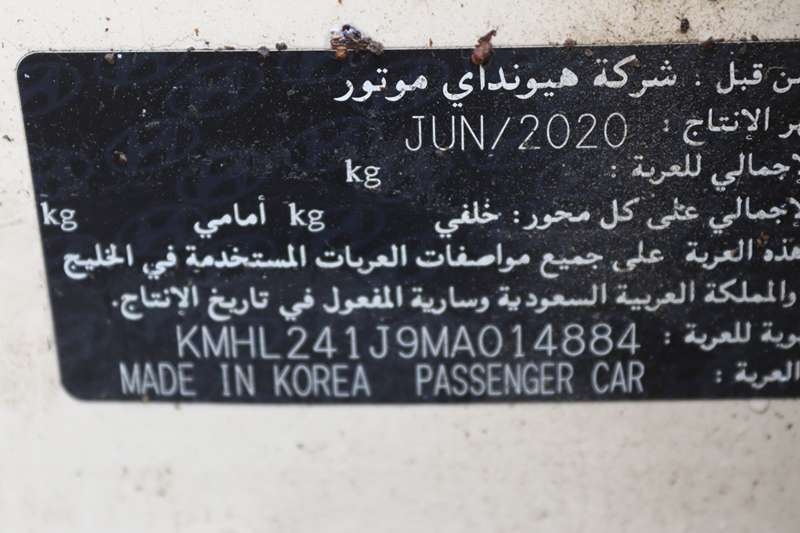 من قبل : شركة هيونداي موتور
الإنتاج : JUN/2020
الإجمالي للعربة : kg
الإجمالي على كل محور: خلفي kg أمامي kg
هذه العربة على جميع مواصفات العربات المستخدمة في الخليج
والمملكة العربية السعودية وسارية المفعول في تاريخ الإنتاج.
للعربة : KMHL241J9MA014884
العربة : MADE IN KOREA PASSENGER CAR